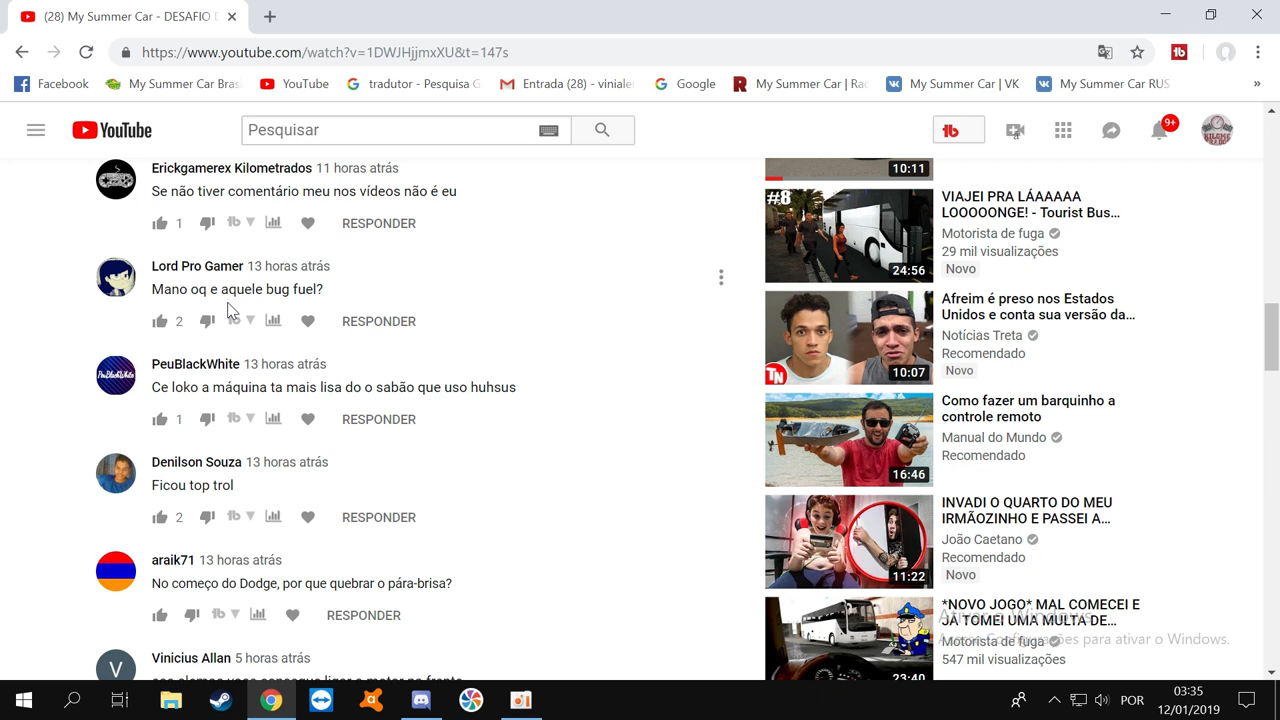 (28) My Summer Car - DESAFIO D
https://www.youtube.com/watch?v=1DWJHjjmxXU&t=147s
Facebook
My Summer Car Bras
YouTube
tradutor - Pesquisa G
Entrada (28) - vinialer
Google
My Summer Car | Rac
My Summer Car | VK
My Summer Car RUS
»
YouTube
Pesquisar
9+
Erickgamerex Kilometrados 11 horas atrás
Se não tiver comentário meu nos vídeos não é eu
1
RESPONDER
Lord Pro Gamer 13 horas atrás
Mano oq e aquele bug fuel?
2
RESPONDER
PeuBlackWhite 13 horas atrás
Ce loko a máquina ta mais lisa do o sabão que uso huhsus
1
RESPONDER
Denilson Souza 13 horas atrás
Ficou top trol
2
RESPONDER
araik71 13 horas atrás
No começo do Dodge, por que quebrar o pára-brisa?
RESPONDER
Vinicius Allan 5 horas atrás
V
10:11
#8
24:56
VIAJEI PRA LÁAAAAA
LOOOOONGE! - Tourist Bus...
Motorista de fuga
29 mil visualizações
Novo
TN
10:07
Afreim é preso nos Estados
Unidos e conta sua versão da...
Notícias Treta
Recomendado
Novo
16:46
Como fazer um barquinho a
controle remoto
Manual do Mundo
Recomendado
11:22
INVADI O QUARTO DO MEU
IRMÃOZINHO E PASSEI A...
João Caetano
Recomendado
Novo
23:40
*NOVO JOGO* MAL COMECEI E
JÁ TOMEI UMA MULTA DE...
Motorista de fuga
547 mil visualizações
Ativar o Windows
para ativar o Windows.
POR
03:35
12/01/2019